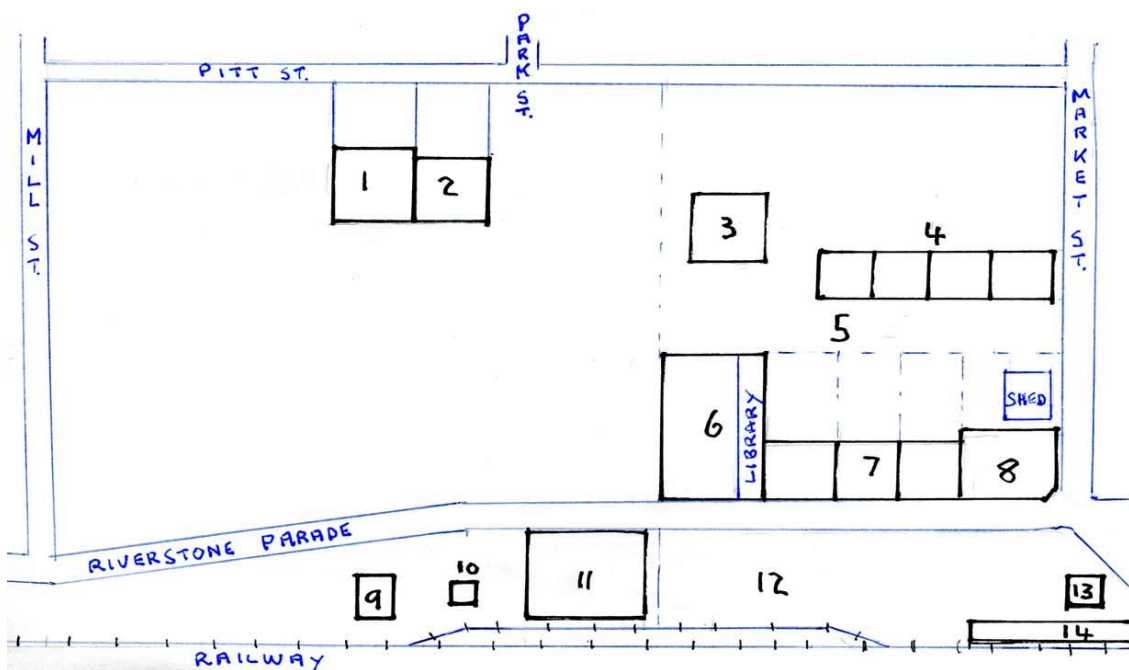 PARK ST.
PITT ST.
MILL ST.
MARKET ST.
1
2
3
4
5
6
LIBRARY
7
8
SHED
RIVERSTONE PARADE
9
10
11
12
13
14
RAILWAY